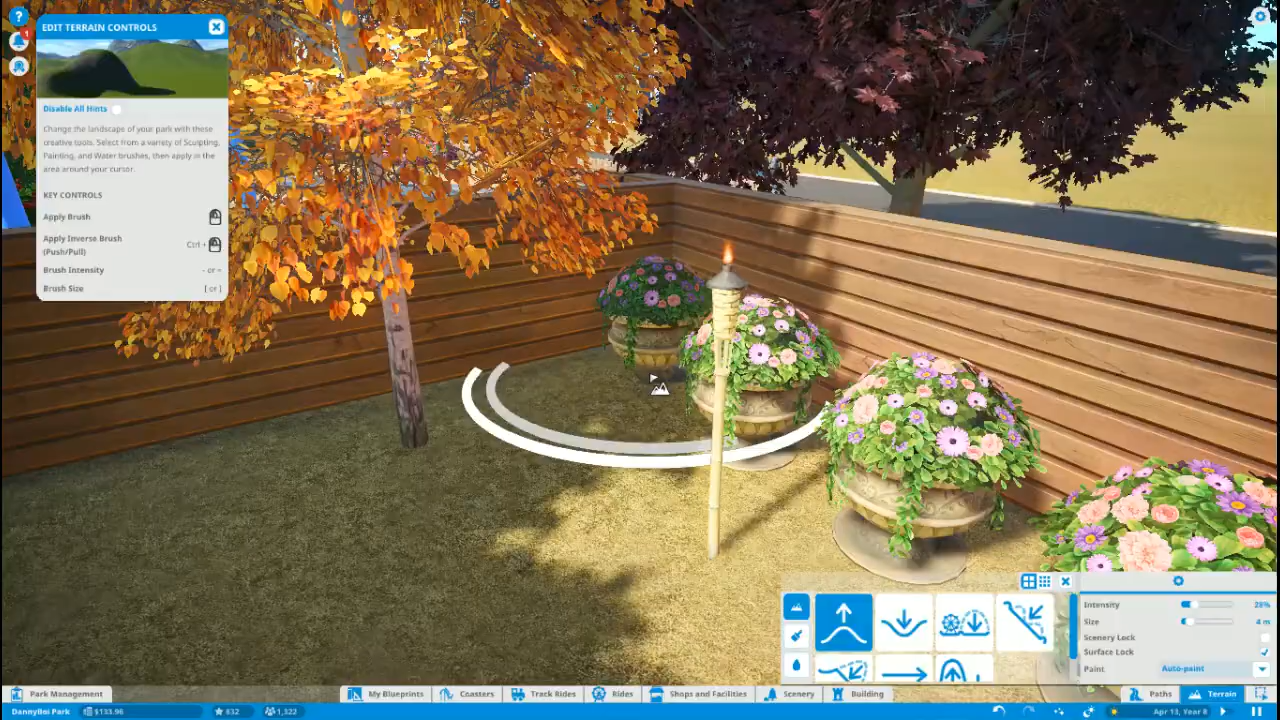 ?
1
EDIT TERRAIN CONTROLS
Disable All Hints
Change the landscape of your park with these
creative tools. Select from a variety of Sculpting,
Painting, and Water brushes, then apply in the
area around your cursor.
KEY CONTROLS
Apply Brush
Apply Inverse Brush Ctrl +
(Push/Pull)
Brush Intensity - or =
Brush Size [ or ]
Intensity 28%
Size 4 m
Scenery Lock
Surface Lock
Paint Auto-paint
Park Management My Blueprints Coasters Track Rides Rides Shops and Facilities Scenery Building Paths Terrain
DannyBoi Park $133.96 632 1,322 Apr 13, Year 8